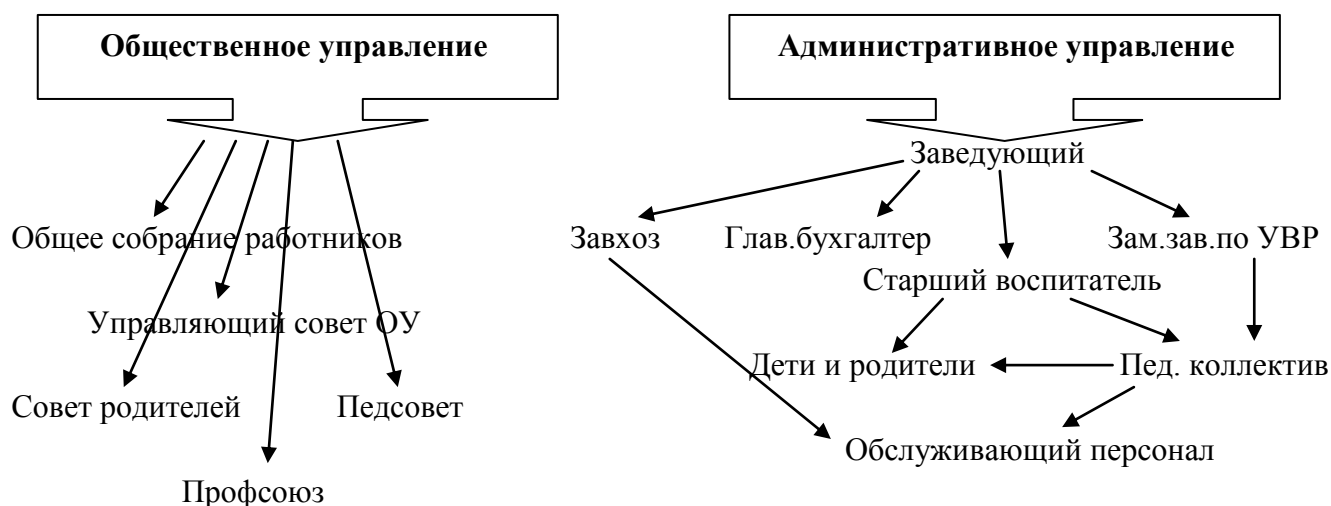 Общественное управление
Административное управление
Заведующий
Общее собрание работников
Завхоз
Глав.бухгалтер
Зам.зав.по УВР
Старший воспитатель
Управляющий совет ОУ
Дети и родители
Пед. коллектив
Совет родителей
Педсовет
Обслуживающий персонал
Профсоюз